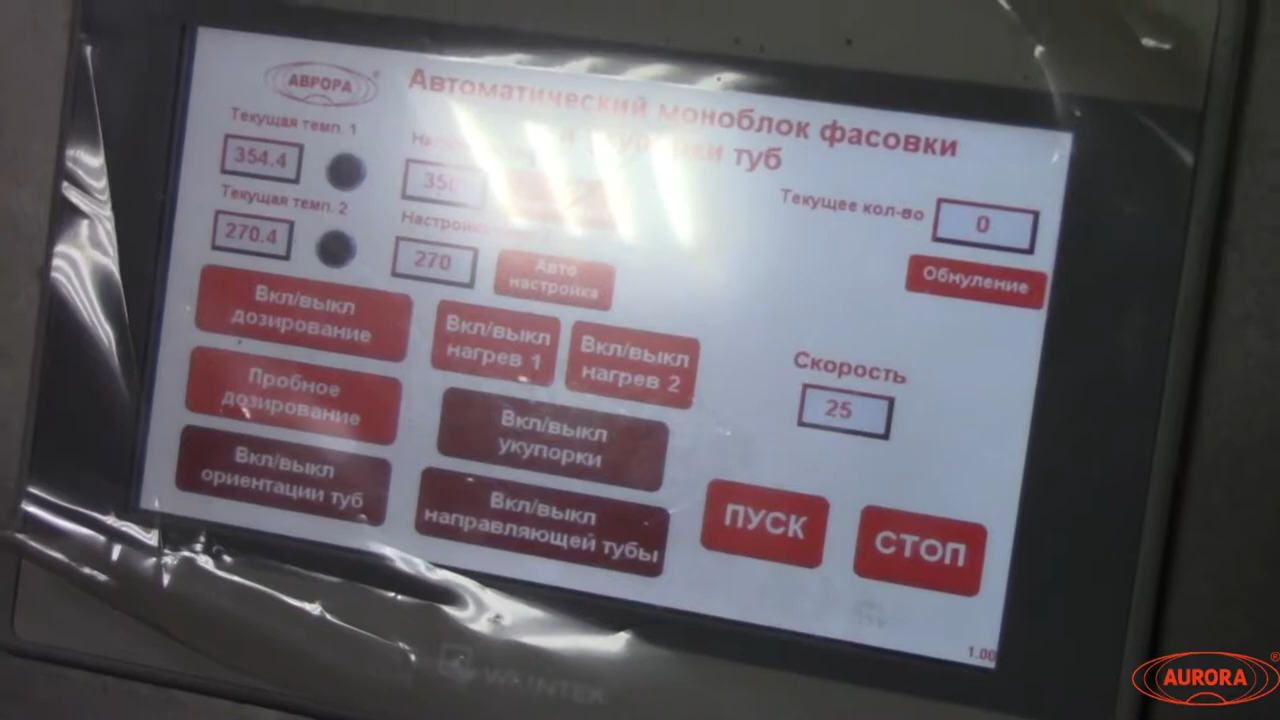 АВРОРА
Автоматический моноблок фасовки
и укупорки туб
Текущая темп. 1
354.4
350
Текущая темп. 2
Настройка
270.4
270
Авто
настройка
Текущее кол-во
0
Обнуление
Вкл/выкл
дозирование
Вкл/выкл
нагрев 1
Вкл/выкл
нагрев 2
Скорость
25
Пробное
дозирование
Вкл/выкл
укупорки
Вкл/выкл
ориентации туб
Вкл/выкл
направляющей тубы
ПУСК
СТОП
1.00
WEINTEK
AURORA